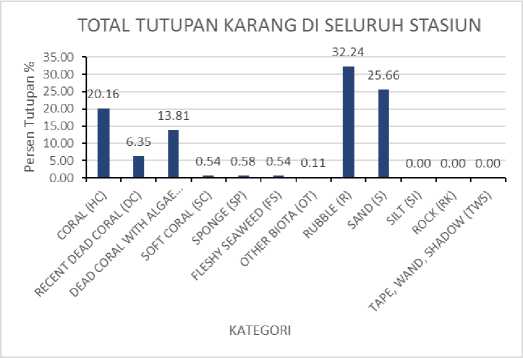 TOTAL TUTUPAN KARANG DI SELURUH STASIUN
Persen Tutupan %
35.00
30.00
25.00
20.00
15.00
10.00
5.00
0.00
20.16
6.35
13.81
0.54
0.58
0.54
0.11
32.24
25.66
0.00
0.00
0.00
CORAL (HC)
RECENT DEAD CORAL (DC)
DEAD CORAL WITH ALGAE...
SOFT CORAL (SC)
SPONGE (SP)
FLESHY SEAWEED (FS)
OTHER BIOTA (OT)
RUBBLE (R)
SAND (S)
SILT (SI)
ROCK (RK)
TAPE, WAND, SHADOW (TWS)
KATEGORI